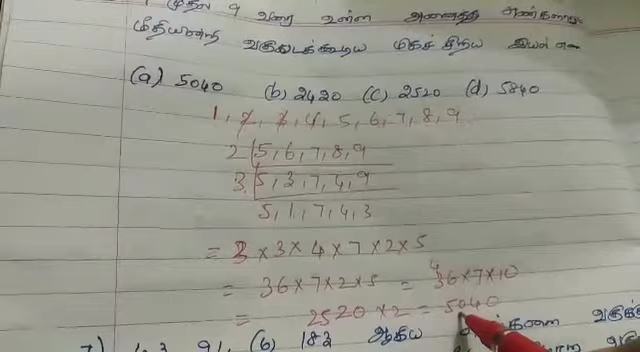 முதல் 9 வரை உள்ள அனைத்து எண்களால்
மீதியின்றி வகுபடக்கூடிய மிகச் சிறிய இயல் எண்
(a) 5040 (b) 2420 (c) 2520 (d) 5840
1, 2, 3, 4, 5, 6, 7, 8, 9
2 | 5, 6, 7, 8, 9
3 | 5, 3, 7, 4, 9
5, 1, 7, 4, 3
= 3 × 3 × 4 × 7 × 2 × 5
= 36 × 7 × 2 × 5 = 36 × 7 × 10
= 2520 × 2 = 5040
7) (b) 183 ஆகிய